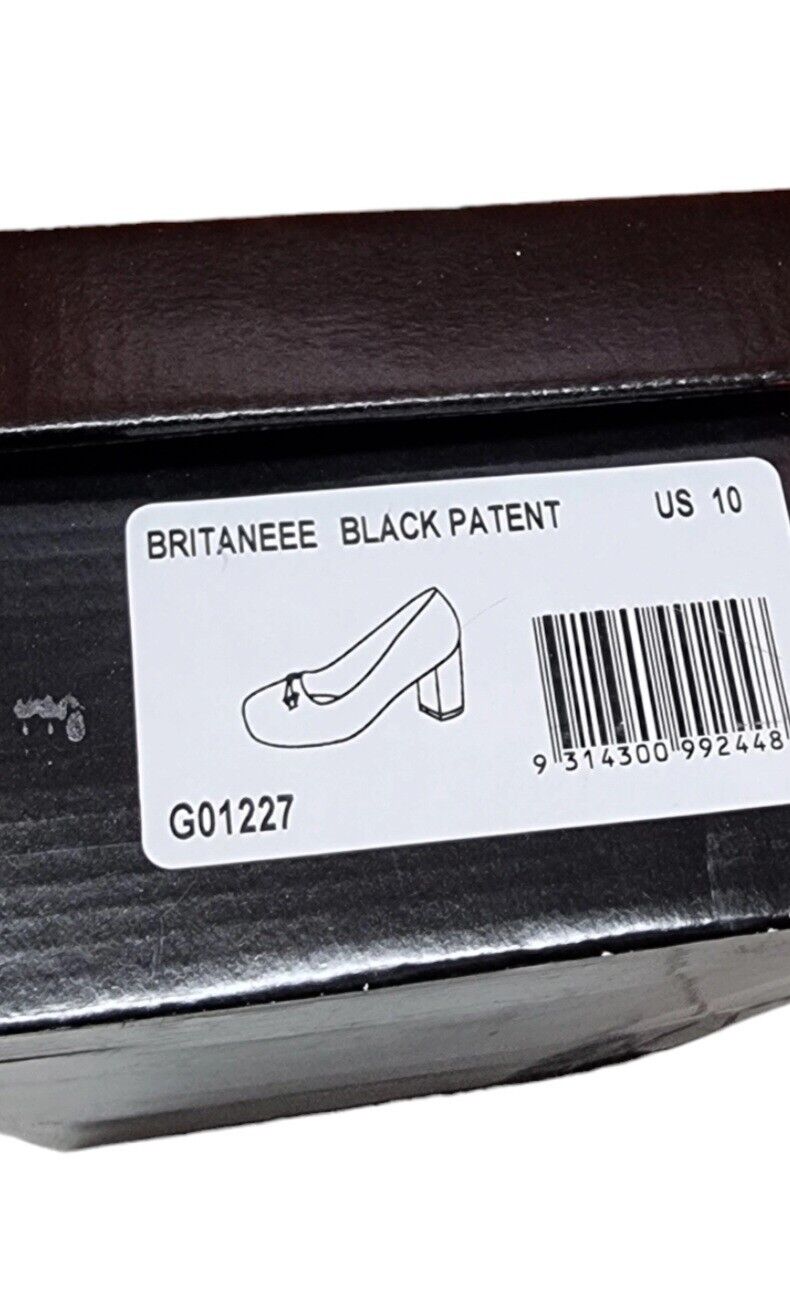 BRITANEEE BLACK PATENT US 10
9 314300 992448
G01227